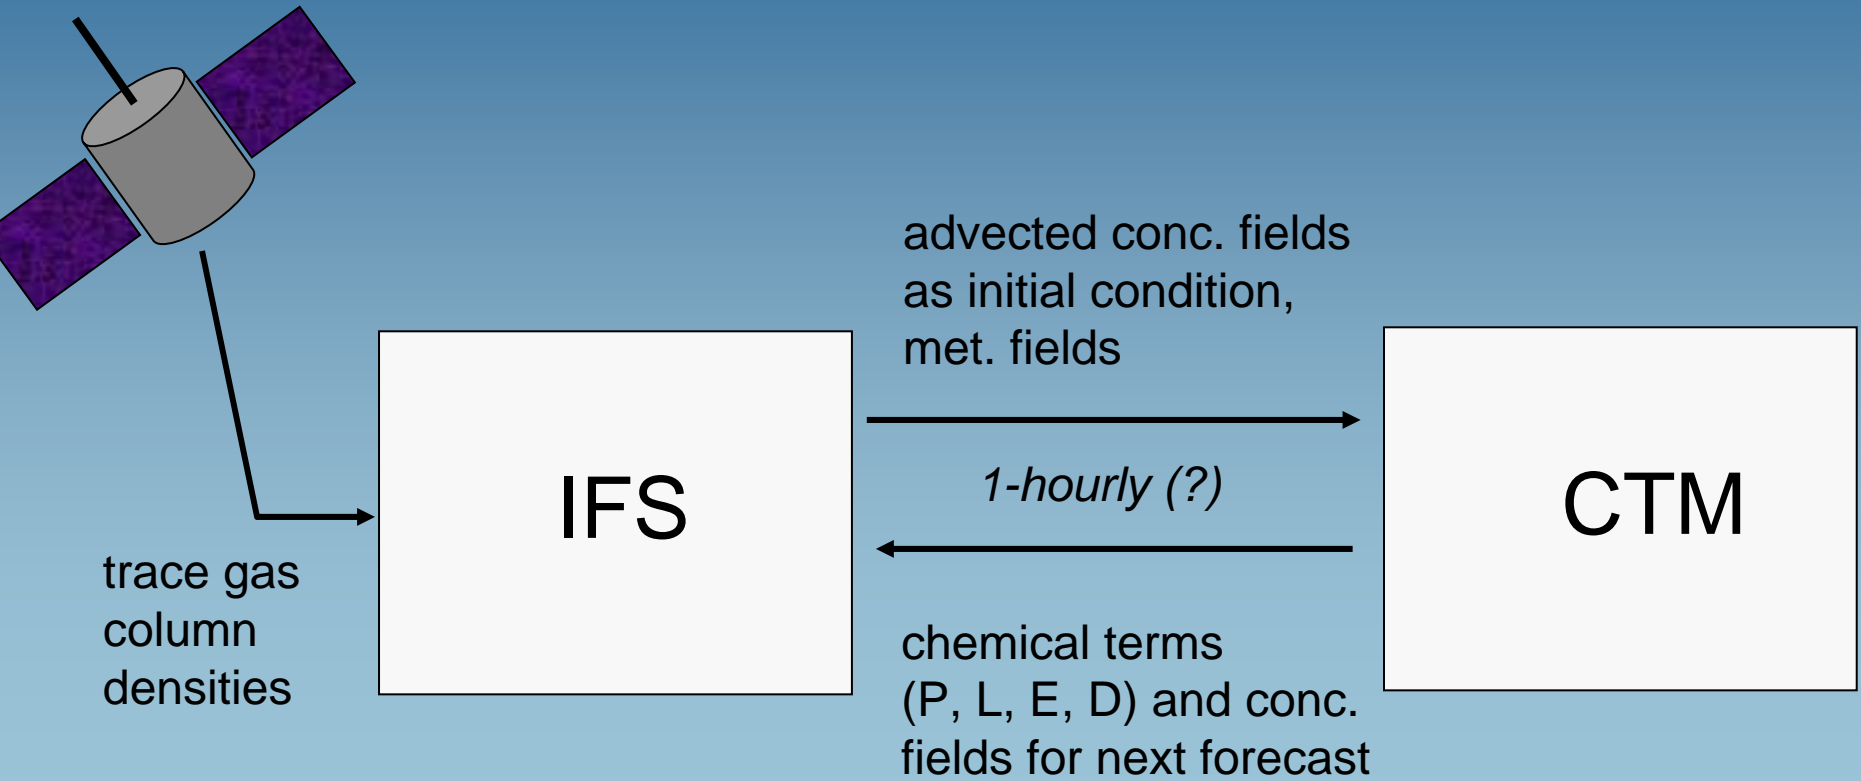 advected conc. fields
as initial condition,
met. fields
IFS
1-hourly (?)
CTM
trace gas
column
densities
chemical terms
(P, L, E, D) and conc.
fields for next forecast